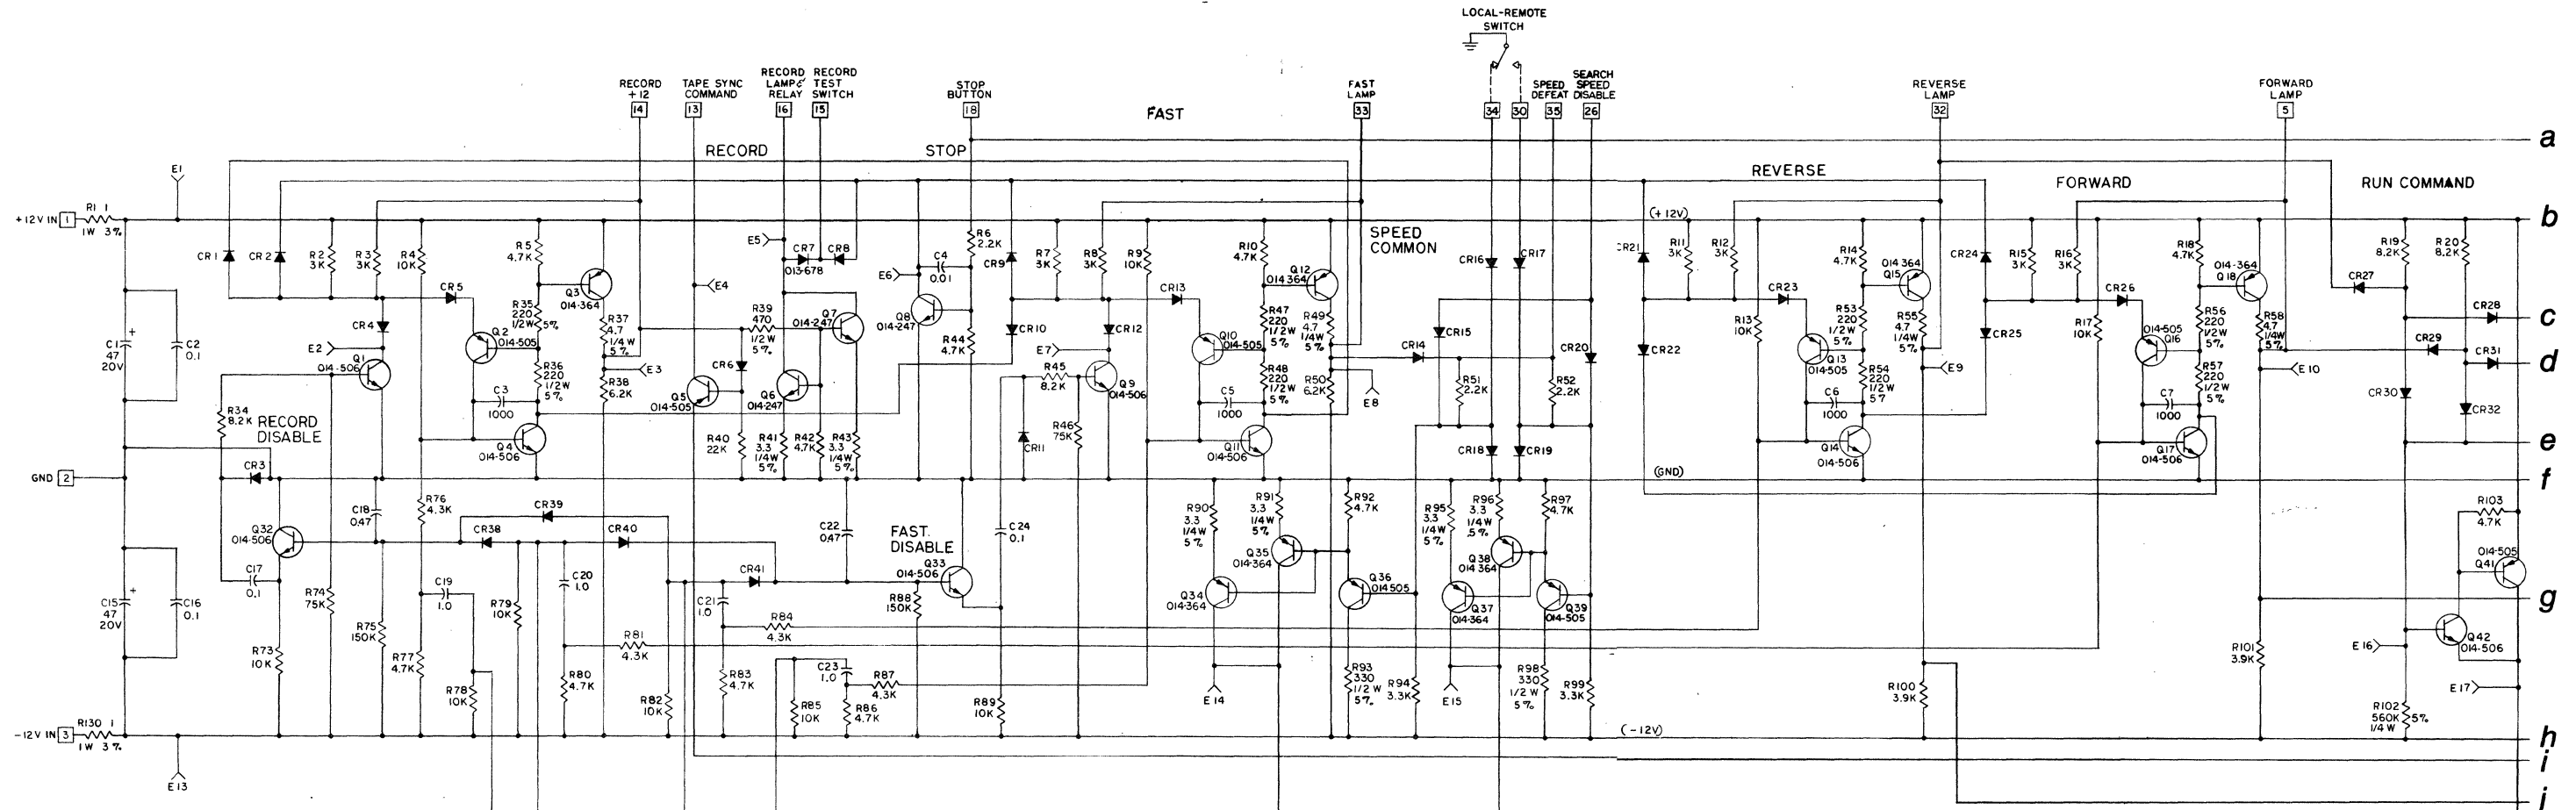 LOCAL-REMOTE
SWITCH
RECORD
+12
14
TAPE SYNC
COMMAND
13
RECORD
LAMP &
RELAY
16
RECORD
TEST
SWITCH
15
STOP
BUTTON
18
FAST
FAST
LAMP
33
34
30
SPEED
DEFEAT
35
SEARCH
SPEED
DISABLE
26
REVERSE
LAMP
32
FORWARD
LAMP
5
a
RECORD
STOP
REVERSE
FORWARD
RUN COMMAND
E1
+12V IN
1
R1 1
1W 3%
(+12V)
b
SPEED
COMMON
CR1
CR2
R2
3K
R3
3K
R4
10K
R5
4.7K
Q3
014-364
E5
CR7
CR8
013-678
R6
2.2K
E6
C4
0.01
CR9
R7
3K
R8
3K
R9
10K
R10
4.7K
Q12
014 364
CR16
CR17
CR21
R11
3K
R12
3K
R14
4.7K
014 364
Q15
CR24
R15
3K
R16
3K
R18
4.7K
014-364
Q18
R19
8.2K
R20
8.2K
CR27
CR5
E4
CR13
CR23
CR26
C1
47
20V
C2
0.1
CR4
E2
Q1
014-506
Q2
014-505
R35
220
1/2W
5%
R37
4.7
1/4 W
5%
R39
470
1/2W
5%
Q7
014-247
Q8
014-247
R44
4.7K
CR10
CR12
E7
Q10
014-505
R47
220
1/2W
5%
R49
4.7
1/4W
5%
CR15
CR14
CR20
R13
10K
CR22
Q13
014-505
R53
220
1/2W
5%
R55
4.7
1/4W
5%
CR25
R17
10K
014-505
Q16
R56
220
1/2W
5%
R58
4.7
1/4W
5%
CR28
c
CR29
CR31
d
R36
220
1/2W
5%
E3
R38
6.2K
CR6
Q5
014-505
Q6
014-247
R45
8.2K
Q9
014-506
R48
220
1/2W
5%
R50
6.2K
E8
R51
2.2K
R52
2.2K
R54
220
1/2W
57
E9
R57
220
1/2W
5%
E10
CR30
CR32
R34
8.2K
RECORD
DISABLE
C3
1000
Q4
014-506
R40
22K
R41
3.3
1/4W
5%
R42
4.7K
R43
3.3
1/4W
5%
CR11
R46
75K
C5
1000
Q11
014-506
CR18
CR19
C6
1000
Q14
014-506
C7
1000
Q17
014-506
e
GND
2
CR3
(GND)
f
C18
0.47
R76
4.3K
CR39
CR38
CR40
Q32
014-506
C22
0.47
FAST.
DISABLE
Q33
014-506
C24
0.1
R90
3.3
1/4W
5%
R91
3.3
1/4W
5%
R92
4.7K
R95
3.3
1/4 W
5%
R96
3.3
1/4W
5%
R97
4.7K
R103
4.7K
Q35
014-364
Q38
014 364
014-505
Q41
C17
0.1
R74
75K
C19
1.0
R79
10K
C20
1.0
CR41
C21
1.0
R88
150K
Q34
014-364
Q36
014 505
Q37
014-364
Q39
014-505
g
C15
47
20V
C16
0.1
R75
150K
R84
4.3K
R81
4.3K
Q42
014-506
E16
R73
10K
R77
4.7K
R78
10K
R80
4.7K
R82
10K
R83
4.7K
C23
1.0
R87
4.3K
R85
10K
R86
4.7K
R89
10K
E14
R93
330
1/2 W
5%
R94
3.3K
E15
R98
330
1/2 W
5%
R99
3.3K
R100
3.9K
R101
3.9K
E17
R102
560K
1/4 W
5%
-12V IN
3
R130 1
1W 3%
(-12V)
h
E13
i
j